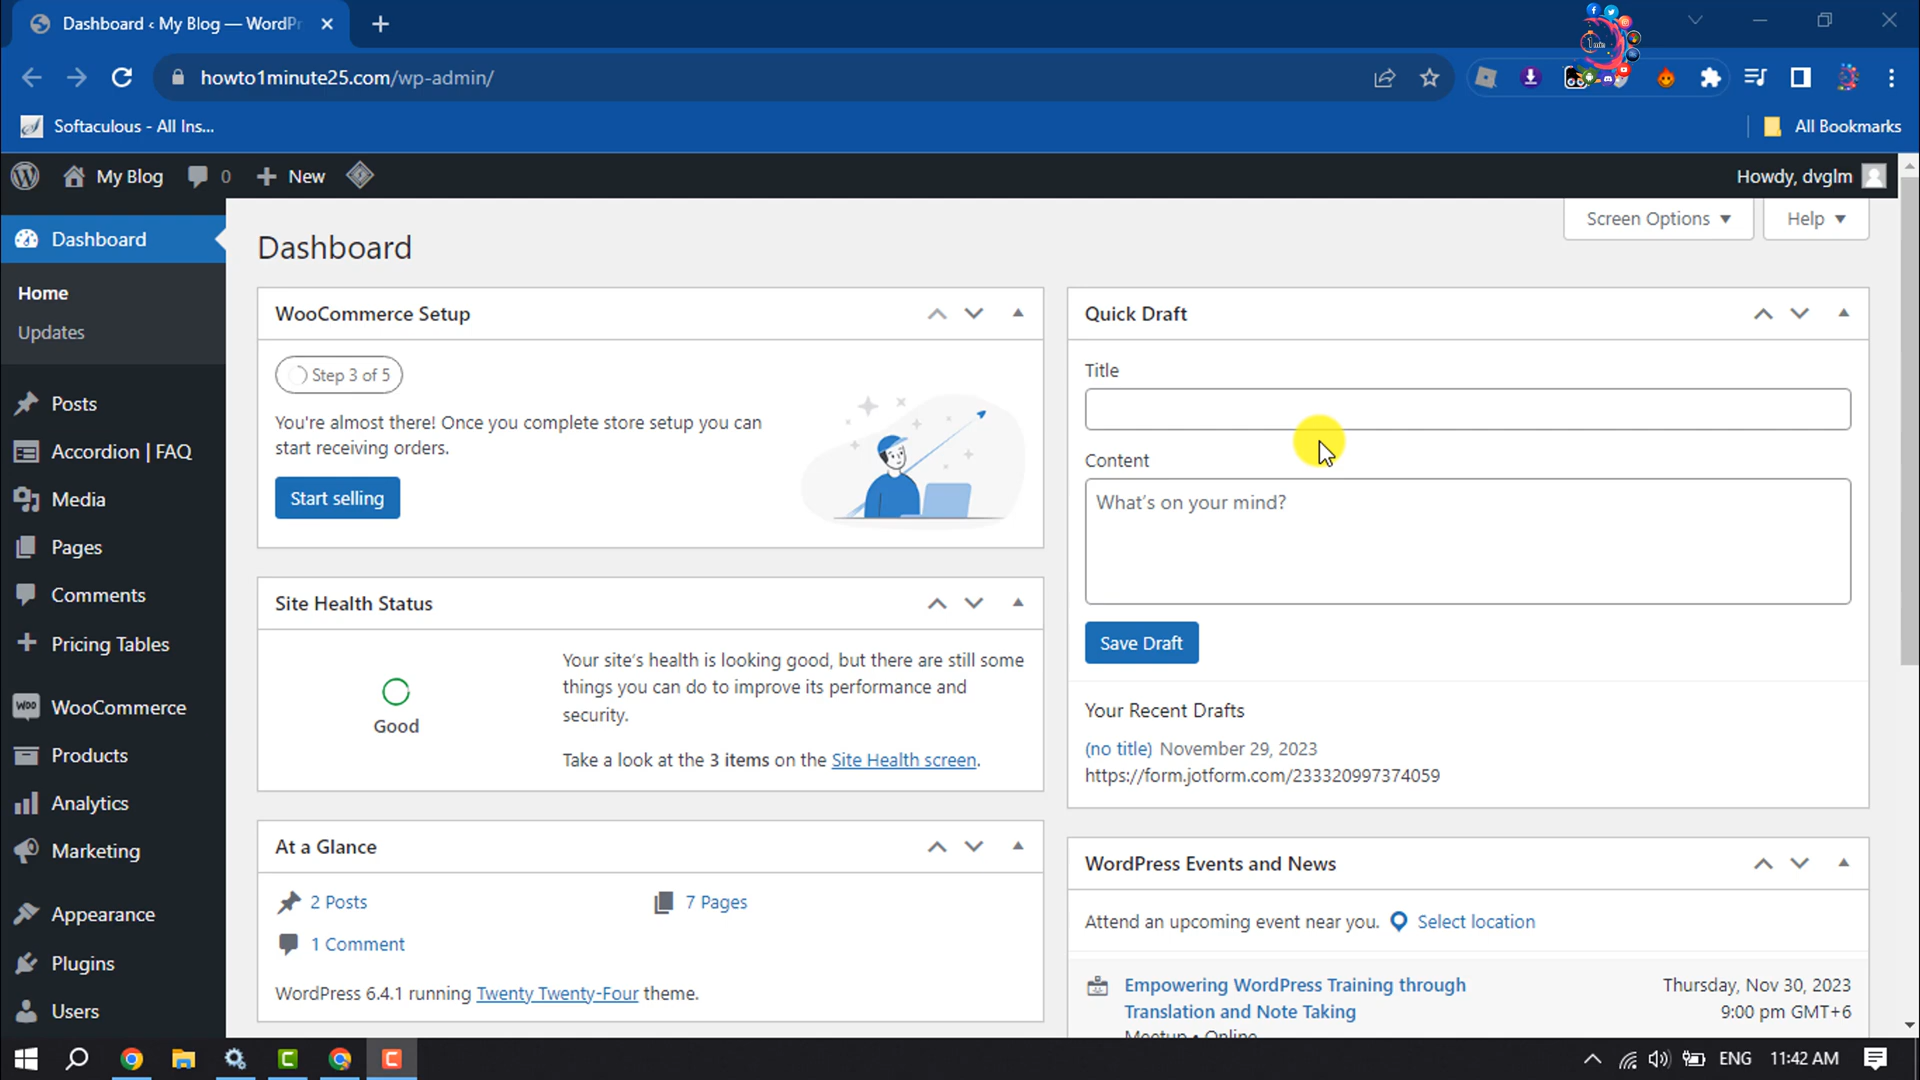 Dashboard ‹ My Blog — WordPr
howto1minute25.com/wp-admin/
Softaculous - All Ins...
All Bookmarks
My Blog
0
New
Howdy, dvglm
Dashboard
Home
Updates
Posts
Accordion | FAQ
Media
Pages
Comments
Pricing Tables
WooCommerce
Products
Analytics
Marketing
Appearance
Plugins
Users
Screen Options
Help
Dashboard
WooCommerce Setup
Step 3 of 5
You're almost there! Once you complete store setup you can
start receiving orders.
Start selling
Site Health Status
Good
Your site's health is looking good, but there are still some
things you can do to improve its performance and
security.
Take a look at the 3 items on the Site Health screen.
At a Glance
2 Posts
7 Pages
1 Comment
WordPress 6.4.1 running Twenty Twenty-Four theme.
Quick Draft
Title
Content
What's on your mind?
Save Draft
Your Recent Drafts
(no title) November 29, 2023
https://form.jotform.com/233320997374059
WordPress Events and News
Attend an upcoming event near you.
Select location
Empowering WordPress Training through
Translation and Note Taking
Thursday, Nov 30, 2023
9:00 pm GMT+6
Meetup • Online
ENG
11:42 AM